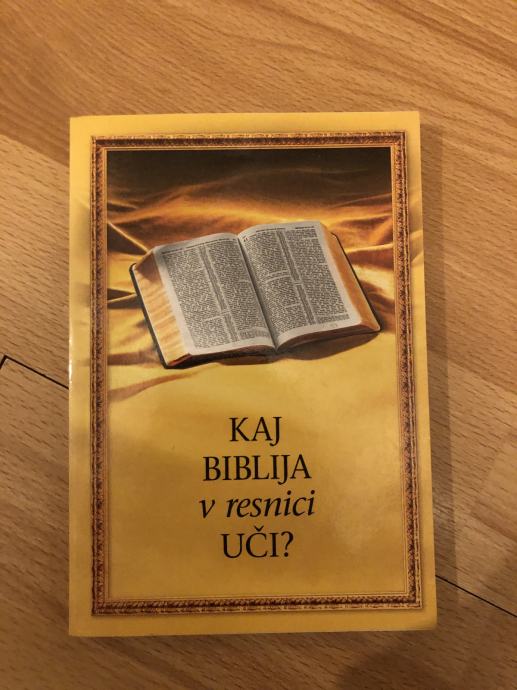 KAJ
BIBLIJA
v resnici
UČI?